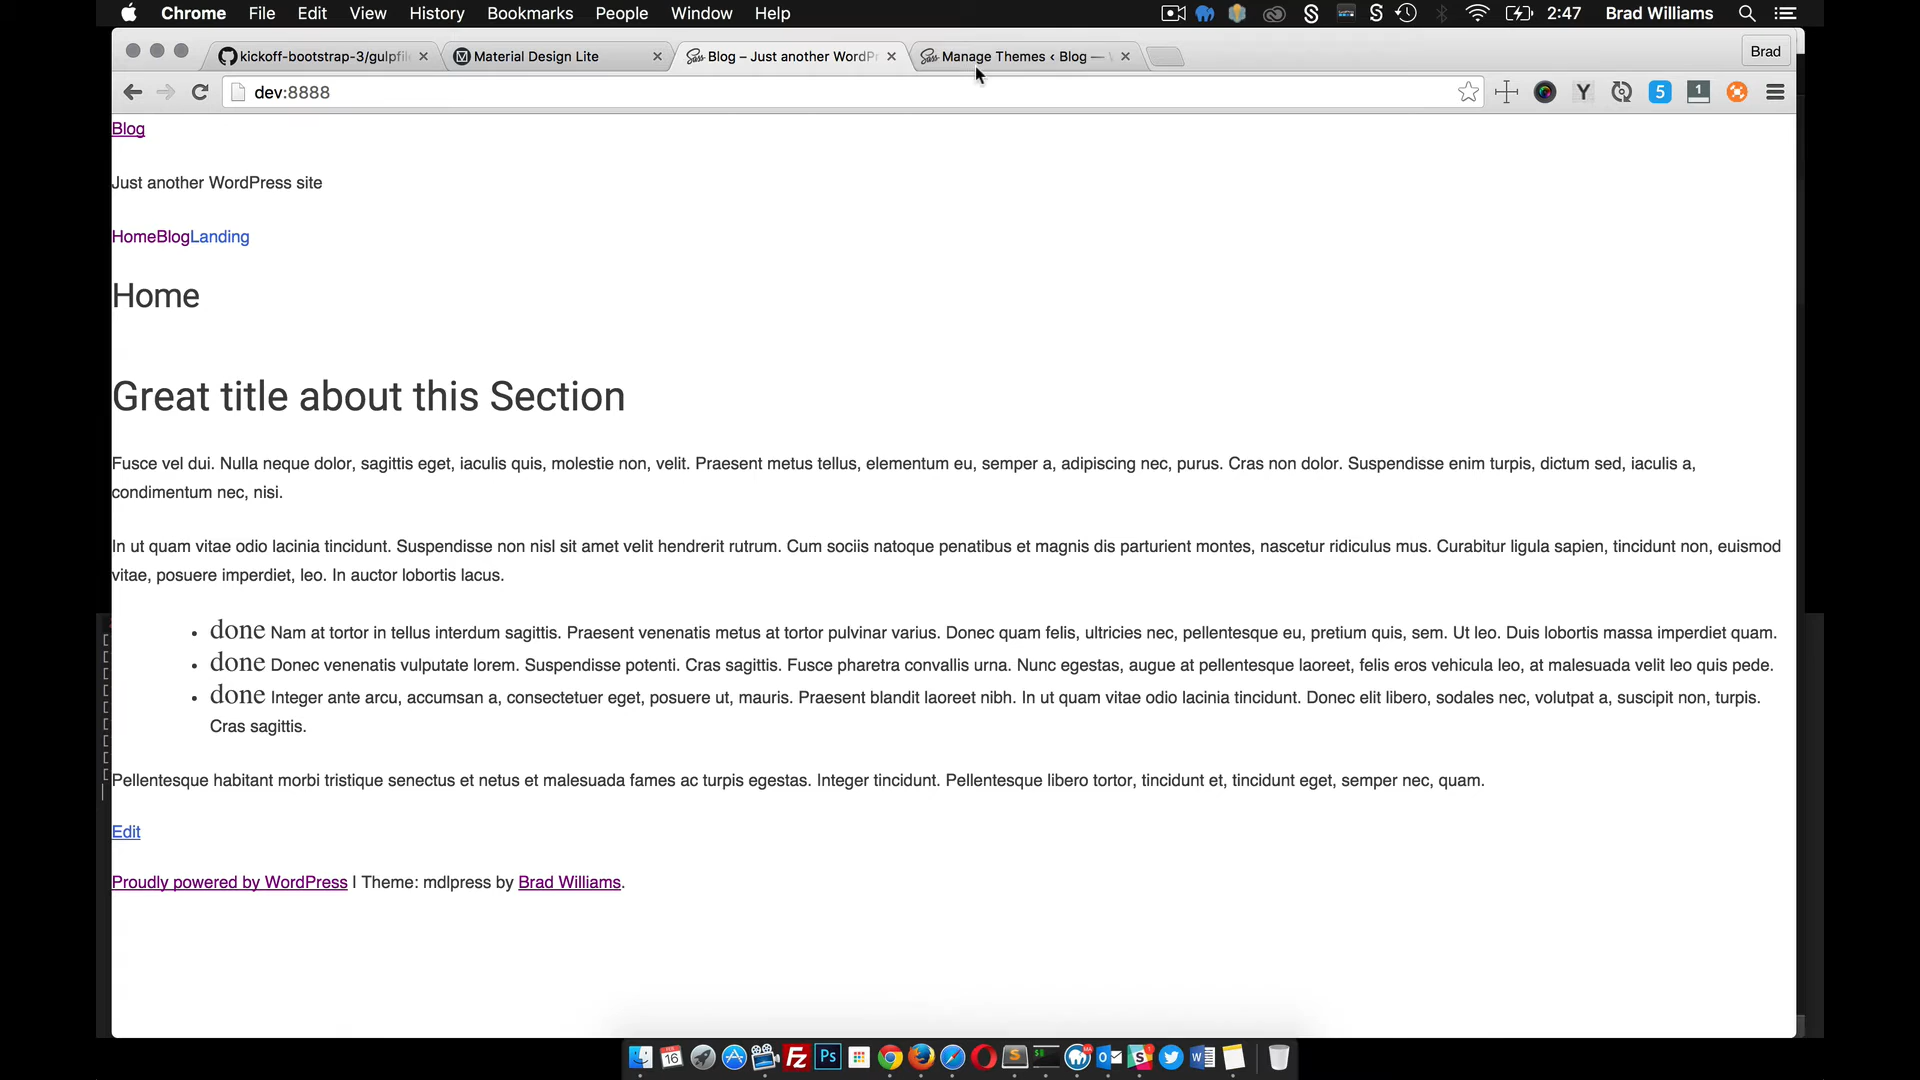 Chrome File Edit View History Bookmarks People Window Help 2:47 Brad Williams
kickoff-bootstrap-3/gulpfil Material Design Lite Blog – Just another WordPr Manage Themes ‹ Blog — Brad
dev:8888 Y 5 1
Blog
Just another WordPress site
HomeBlogLanding
Home
Great title about this Section
Fusce vel dui. Nulla neque dolor, sagittis eget, iaculis quis, molestie non, velit. Praesent metus tellus, elementum eu, semper a, adipiscing nec, purus. Cras non dolor. Suspendisse enim turpis, dictum sed, iaculis a,
condimentum nec, nisi.
In ut quam vitae odio lacinia tincidunt. Suspendisse non nisl sit amet velit hendrerit rutrum. Cum sociis natoque penatibus et magnis dis parturient montes, nascetur ridiculus mus. Curabitur ligula sapien, tincidunt non, euismod
vitae, posuere imperdiet, leo. In auctor lobortis lacus.
• done Nam at tortor in tellus interdum sagittis. Praesent venenatis metus at tortor pulvinar varius. Donec quam felis, ultricies nec, pellentesque eu, pretium quis, sem. Ut leo. Duis lobortis massa imperdiet quam.
• done Donec venenatis vulputate lorem. Suspendisse potenti. Cras sagittis. Fusce pharetra convallis urna. Nunc egestas, augue at pellentesque laoreet, felis eros vehicula leo, at malesuada velit leo quis pede.
• done Integer ante arcu, accumsan a, consectetuer eget, posuere ut, mauris. Praesent blandit laoreet nibh. In ut quam vitae odio lacinia tincidunt. Donec elit libero, sodales nec, volutpat a, suscipit non, turpis.
Cras sagittis.
Pellentesque habitant morbi tristique senectus et netus et malesuada fames ac turpis egestas. Integer tincidunt. Pellentesque libero tortor, tincidunt et, tincidunt eget, semper nec, quam.
Edit
Proudly powered by WordPress | Theme: mdlpress by Brad Williams.
16 Fz Ps S $ W